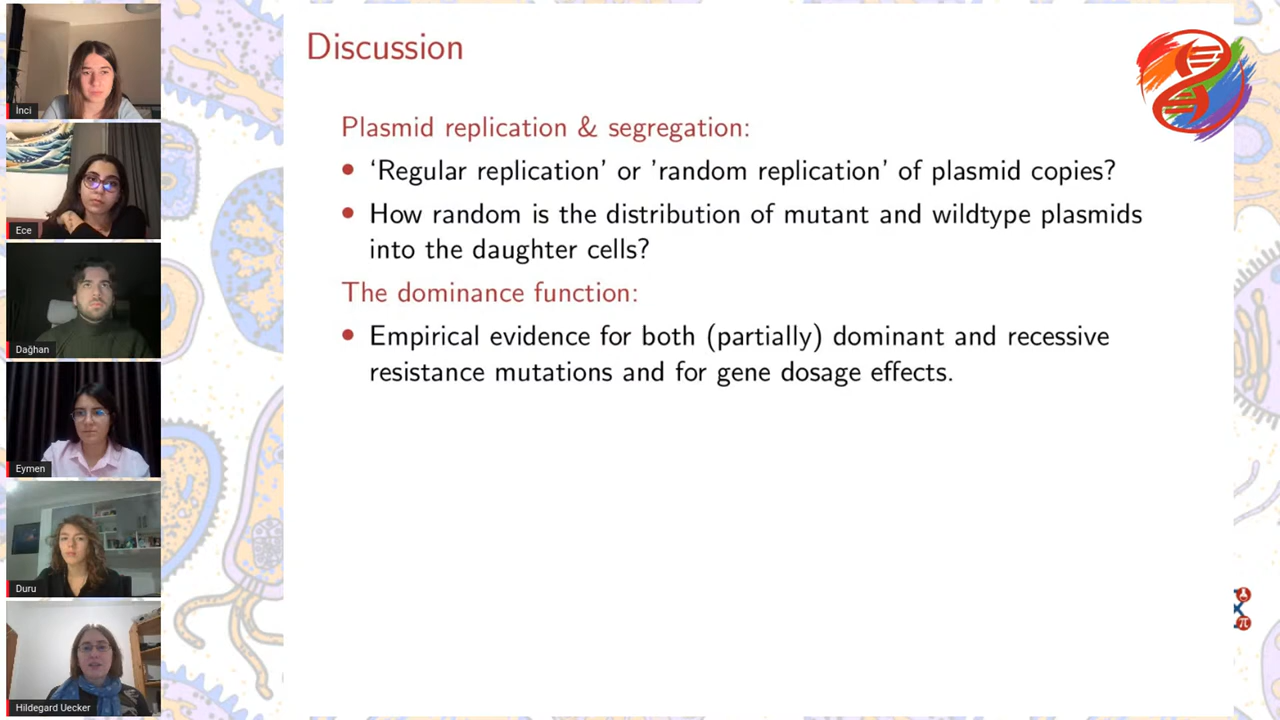 Discussion
Plasmid replication & segregation:
• ‘Regular replication’ or ’random replication’ of plasmid copies?
• How random is the distribution of mutant and wildtype plasmids
into the daughter cells?
The dominance function:
• Empirical evidence for both (partially) dominant and recessive
resistance mutations and for gene dosage effects.
İnci
Ece
Dağhan
Eymen
Duru
Hildegard Uecker
π